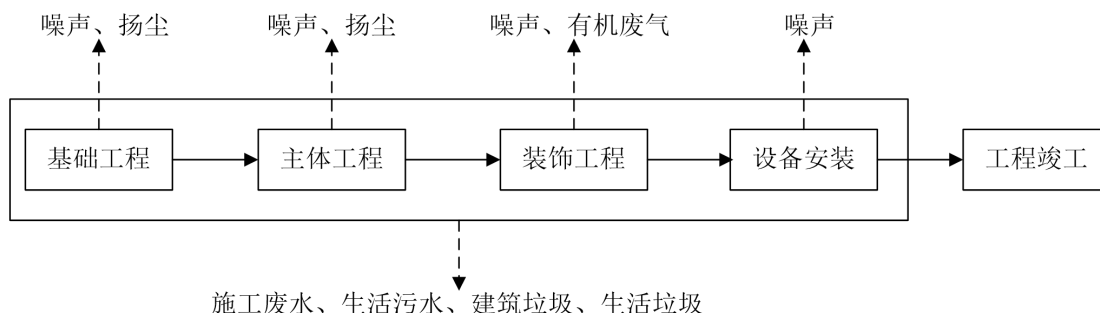 噪声、扬尘
噪声、扬尘
噪声、有机废气
噪声
基础工程
主体工程
装饰工程
设备安装
工程竣工
施工废水、生活污水、建筑垃圾、生活垃圾